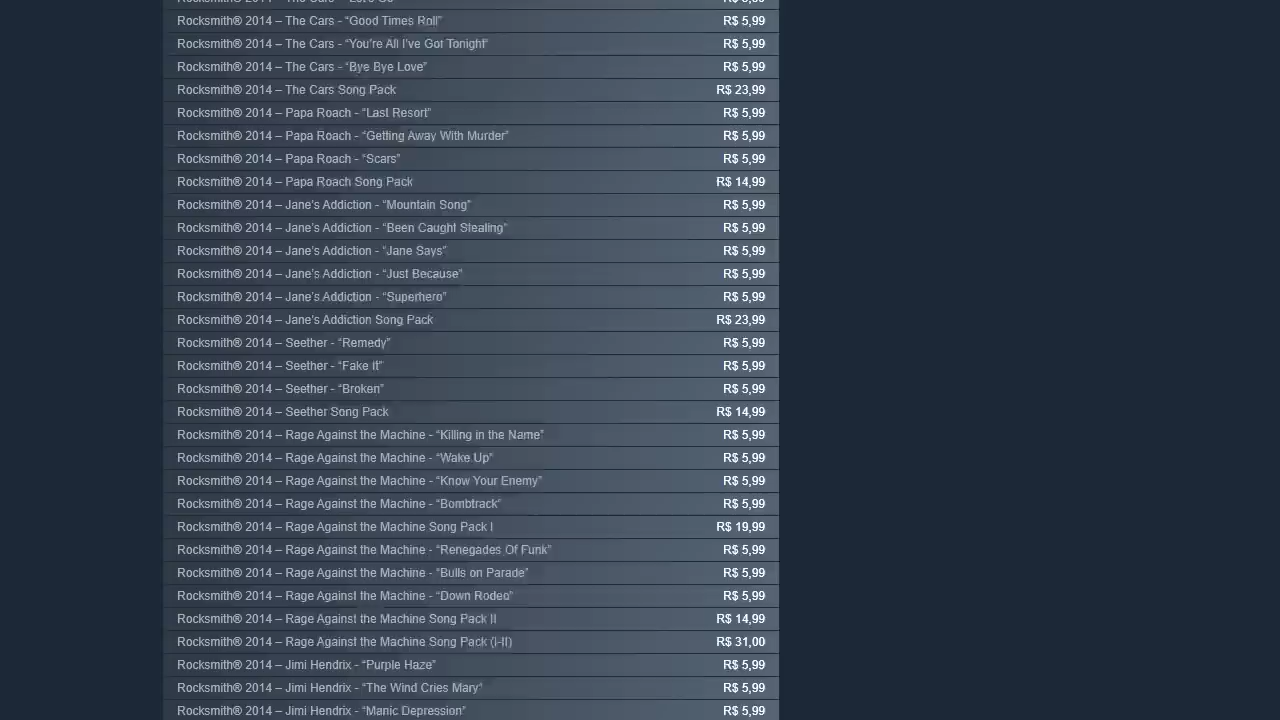 Rocksmith® 2014 – The Cars - “Good Times Roll” R$ 5,99
Rocksmith® 2014 – The Cars - “You’re All I’ve Got Tonight” R$ 5,99
Rocksmith® 2014 – The Cars - “Bye Bye Love” R$ 5,99
Rocksmith® 2014 – The Cars Song Pack R$ 23,99
Rocksmith® 2014 – Papa Roach - “Last Resort” R$ 5,99
Rocksmith® 2014 – Papa Roach - “Getting Away With Murder” R$ 5,99
Rocksmith® 2014 – Papa Roach - “Scars” R$ 5,99
Rocksmith® 2014 – Papa Roach Song Pack R$ 14,99
Rocksmith® 2014 – Jane’s Addiction - “Mountain Song” R$ 5,99
Rocksmith® 2014 – Jane’s Addiction - “Been Caught Stealing” R$ 5,99
Rocksmith® 2014 – Jane’s Addiction - “Jane Says” R$ 5,99
Rocksmith® 2014 – Jane’s Addiction - “Just Because” R$ 5,99
Rocksmith® 2014 – Jane’s Addiction - “Superhero” R$ 5,99
Rocksmith® 2014 – Jane’s Addiction Song Pack R$ 23,99
Rocksmith® 2014 – Seether - “Remedy” R$ 5,99
Rocksmith® 2014 – Seether - “Fake It” R$ 5,99
Rocksmith® 2014 – Seether - “Broken” R$ 5,99
Rocksmith® 2014 – Seether Song Pack R$ 14,99
Rocksmith® 2014 – Rage Against the Machine - “Killing in the Name” R$ 5,99
Rocksmith® 2014 – Rage Against the Machine - “Wake Up” R$ 5,99
Rocksmith® 2014 – Rage Against the Machine - “Know Your Enemy” R$ 5,99
Rocksmith® 2014 – Rage Against the Machine - “Bombtrack” R$ 5,99
Rocksmith® 2014 – Rage Against the Machine Song Pack I R$ 19,99
Rocksmith® 2014 – Rage Against the Machine - “Renegades Of Funk” R$ 5,99
Rocksmith® 2014 – Rage Against the Machine - “Bulls on Parade” R$ 5,99
Rocksmith® 2014 – Rage Against the Machine - “Down Rodeo” R$ 5,99
Rocksmith® 2014 – Rage Against the Machine Song Pack II R$ 14,99
Rocksmith® 2014 – Rage Against the Machine Song Pack (I-II) R$ 31,00
Rocksmith® 2014 – Jimi Hendrix - “Purple Haze” R$ 5,99
Rocksmith® 2014 – Jimi Hendrix - “The Wind Cries Mary” R$ 5,99
Rocksmith® 2014 – Jimi Hendrix - “Manic Depression” R$ 5,99